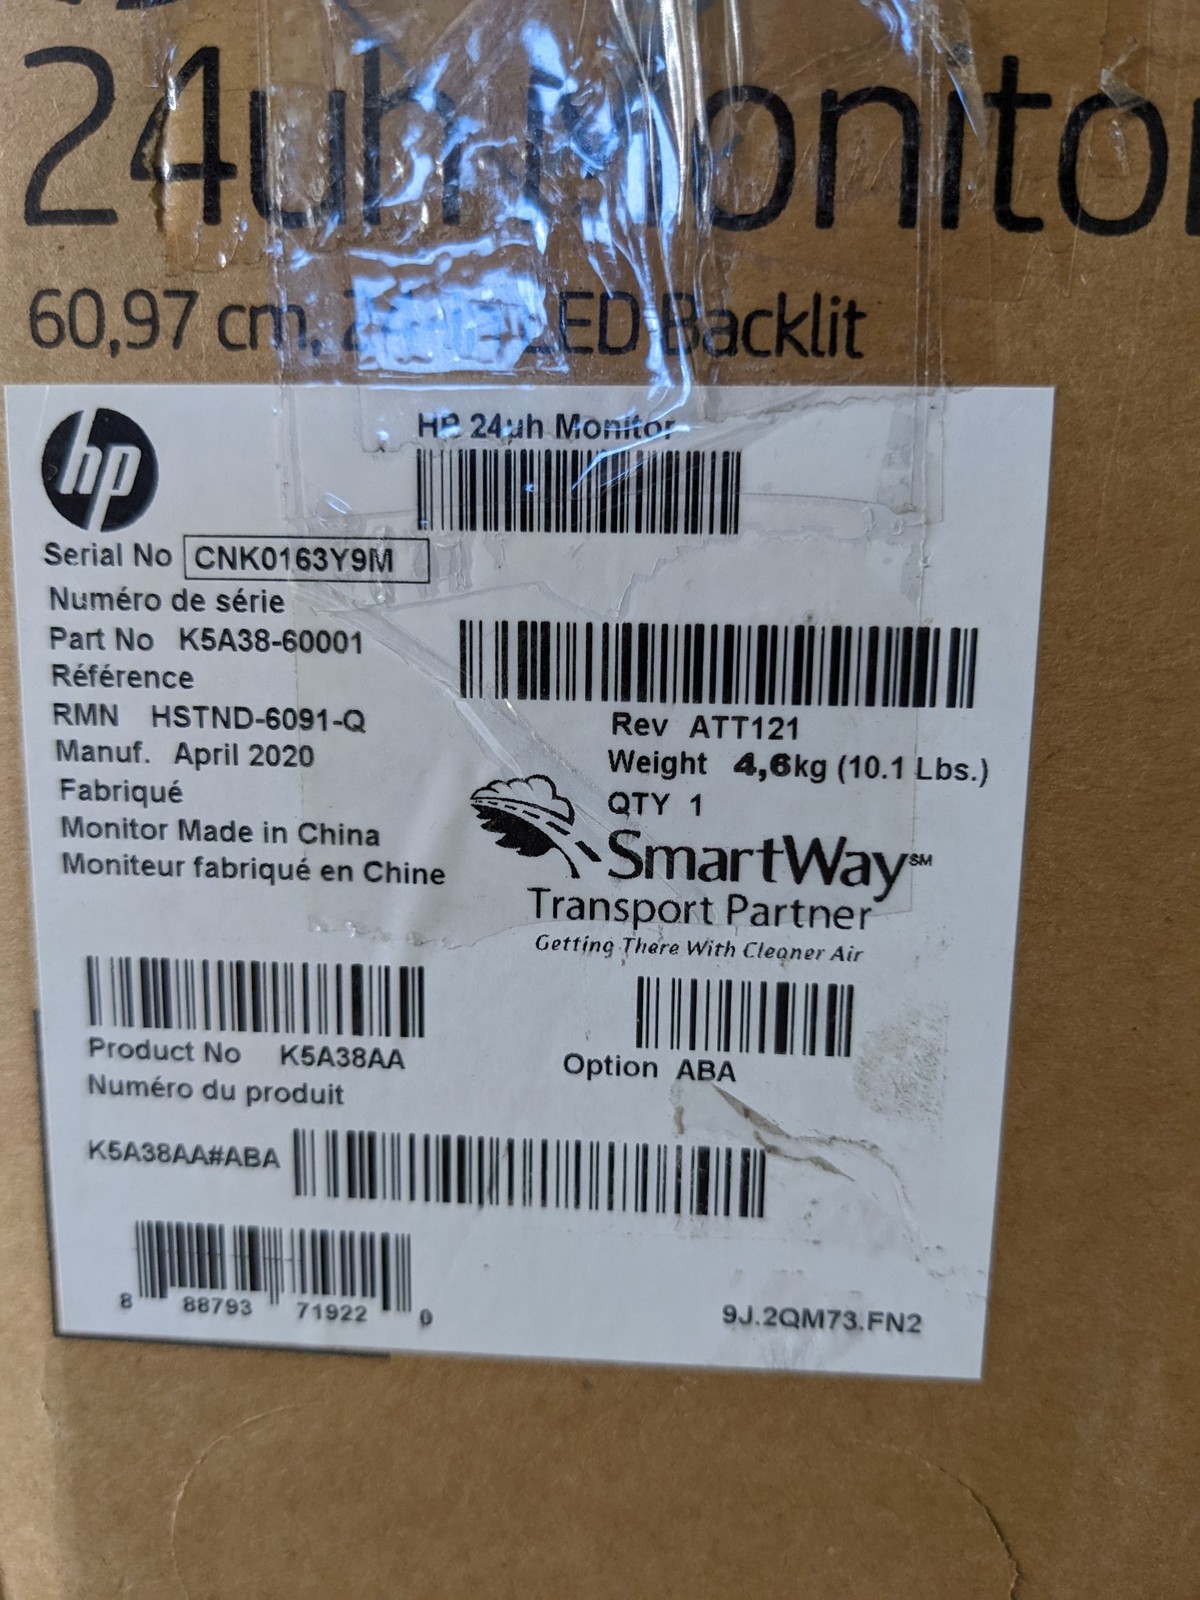 24uh Monitor
60,97 cm, 24 in LED Backlit
hp
HP 24uh Monitor
Serial No CNK0163Y9M
Numéro de série
Part No K5A38-60001
Référence
RMN HSTND-6091-Q
Manuf. April 2020
Fabriqué
Monitor Made in China
Moniteur fabriqué en Chine
Rev ATT121
Weight 4,6kg (10.1 Lbs.)
QTY 1
SmartWay℠
Transport Partner
Getting There With Cleaner Air
Product No K5A38AA
Numéro du produit
Option ABA
K5A38AA#ABA
8 88793 71922 0
9J.2QM73.FN2